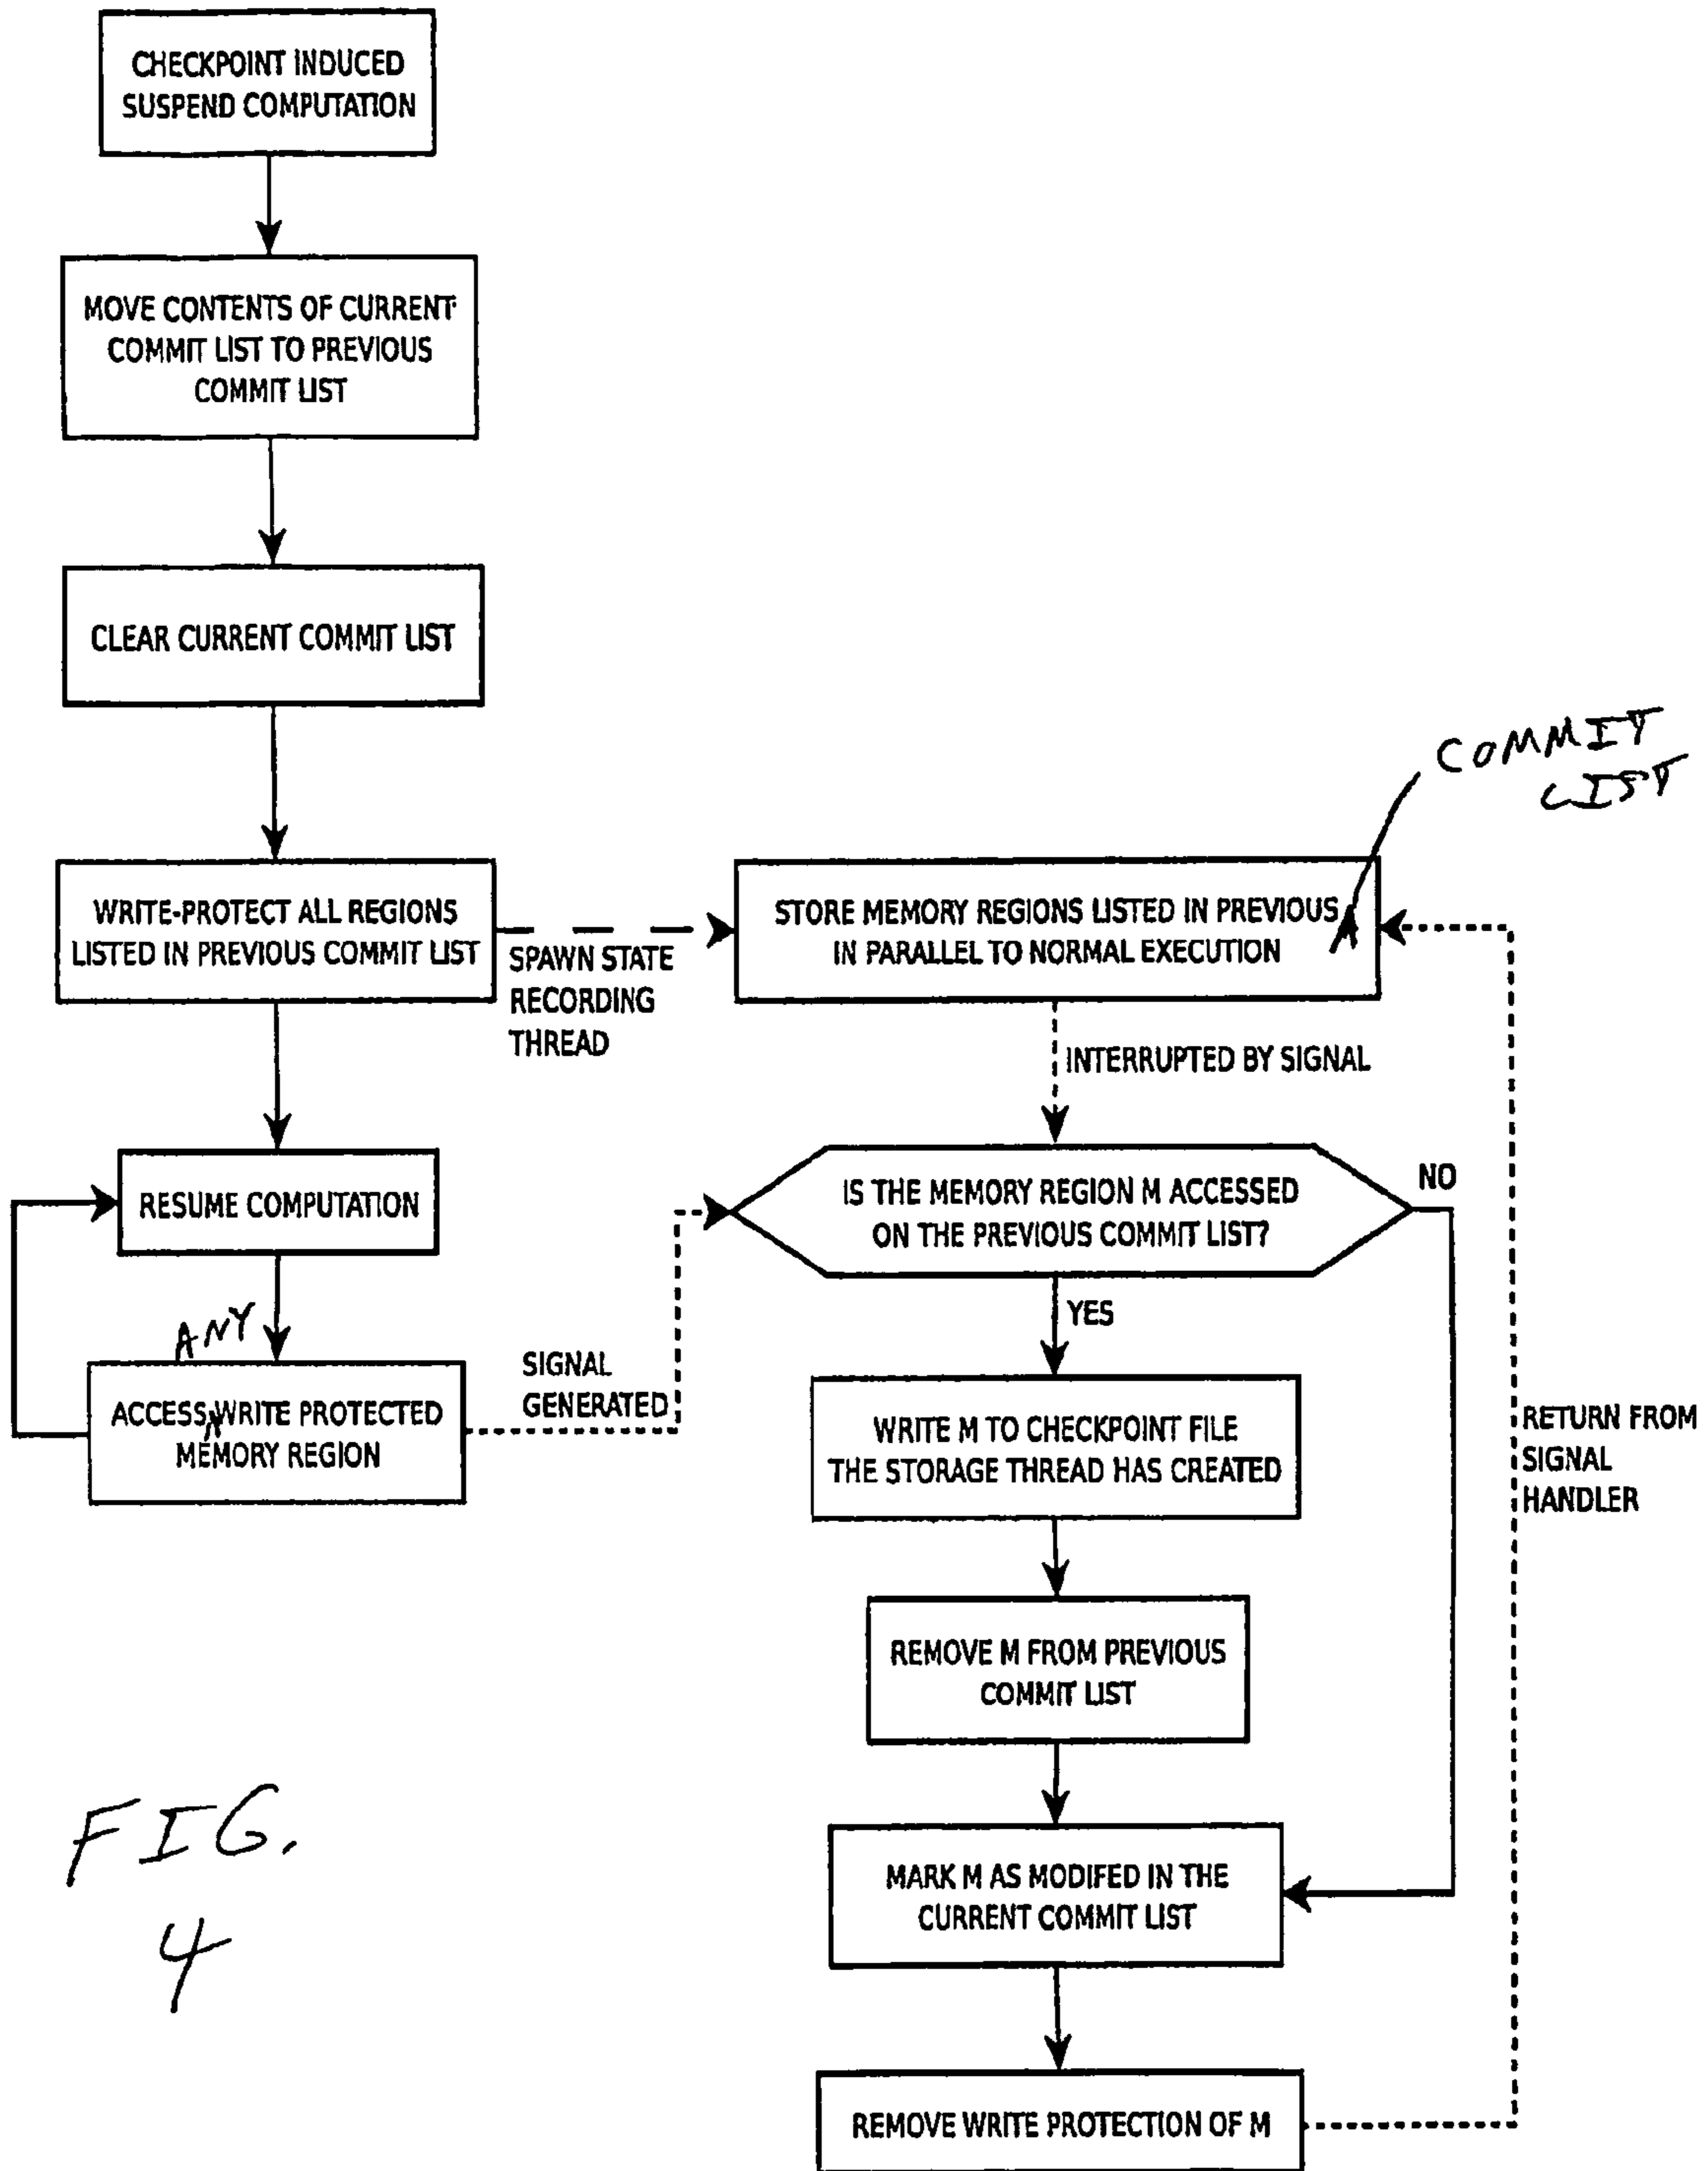 CHECKPOINT INDUCED
SUSPEND COMPUTATION
MOVE CONTENTS OF CURRENT
COMMIT LIST TO PREVIOUS
COMMIT LIST
CLEAR CURRENT COMMIT LIST
WRITE-PROTECT ALL REGIONS
LISTED IN PREVIOUS COMMIT LIST
SPAWN STATE
RECORDING
THREAD
COMMIT
LIST
STORE MEMORY REGIONS LISTED IN PREVIOUS
IN PARALLEL TO NORMAL EXECUTION
INTERRUPTED BY SIGNAL
RESUME COMPUTATION
IS THE MEMORY REGION M ACCESSED
ON THE PREVIOUS COMMIT LIST?
NO
YES
ANY
ACCESS WRITE PROTECTED
MEMORY REGION
SIGNAL
GENERATED
WRITE M TO CHECKPOINT FILE
THE STORAGE THREAD HAS CREATED
RETURN FROM
SIGNAL
HANDLER
REMOVE M FROM PREVIOUS
COMMIT LIST
MARK M AS MODIFED IN THE
CURRENT COMMIT LIST
REMOVE WRITE PROTECTION OF M
FIG.
4